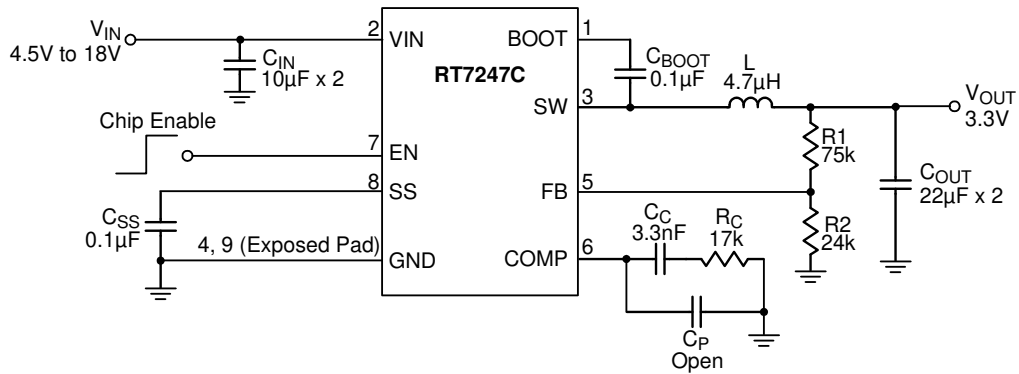 VIN
4.5V to 18V
CIN
10µF x 2
2
VIN
RT7247C
BOOT
1
CBOOT
0.1µF
L
4.7µH
SW
3
VOUT
3.3V
Chip Enable
7
EN
R1
75k
COUT
22µF x 2
8
SS
FB
5
CSS
0.1µF
R2
24k
4, 9 (Exposed Pad)
GND
COMP
6
CC
3.3nF
RC
17k
CP
Open